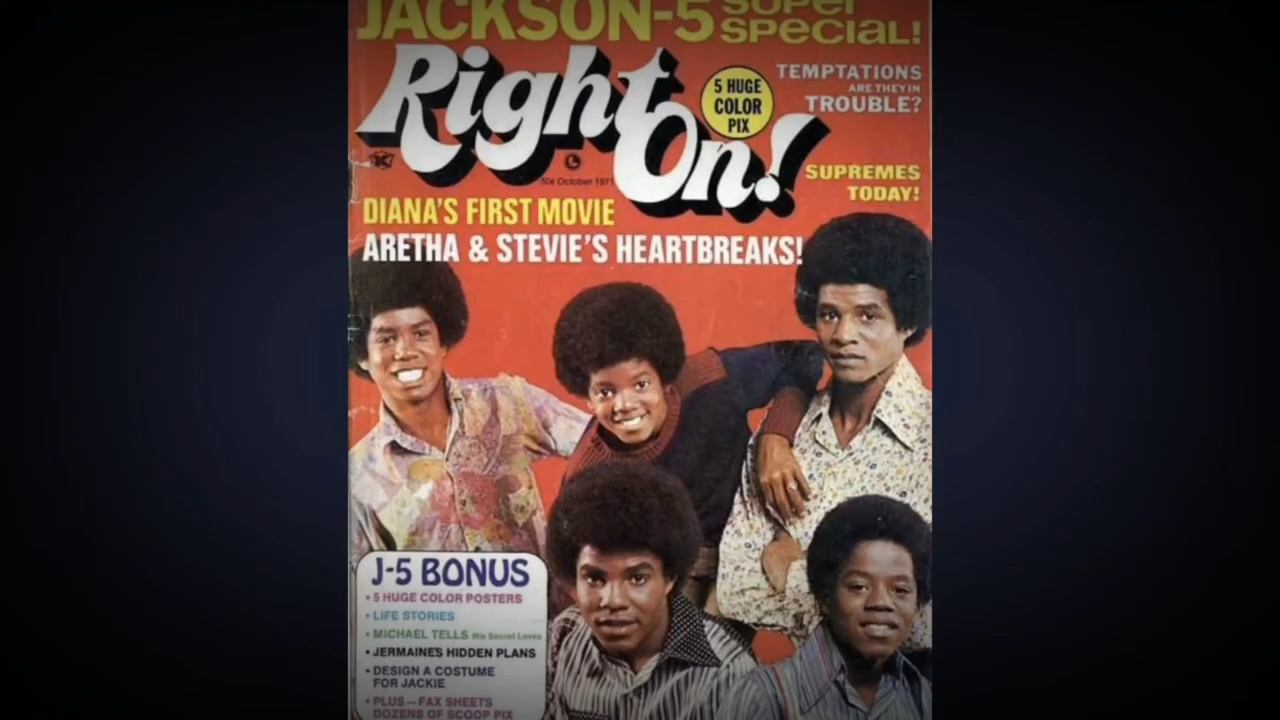 JACKSON-5 SUPER SPECIAL!
Right On!
5 HUGE
COLOR
PIX
TEMPTATIONS
ARE THEY IN
TROUBLE?
SUPREMES
TODAY!
50¢ October 1971
DIANA'S FIRST MOVIE
ARETHA & STEVIE'S HEARTBREAKS!
J-5 BONUS
• 5 HUGE COLOR POSTERS
• LIFE STORIES
• MICHAEL TELLS His Secret Loves
• JERMAINE'S HIDDEN PLANS
• DESIGN A COSTUME
FOR JACKIE
• PLUS—FAX SHEETS
DOZENS OF SCOOP PIX